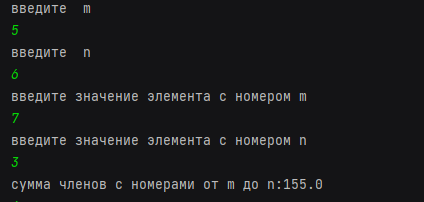 введите  m
5
введите  n
6
введите значение элемента с номером m
7
введите значение элемента с номером n
3
сумма членов с номерами от m до n:155.0